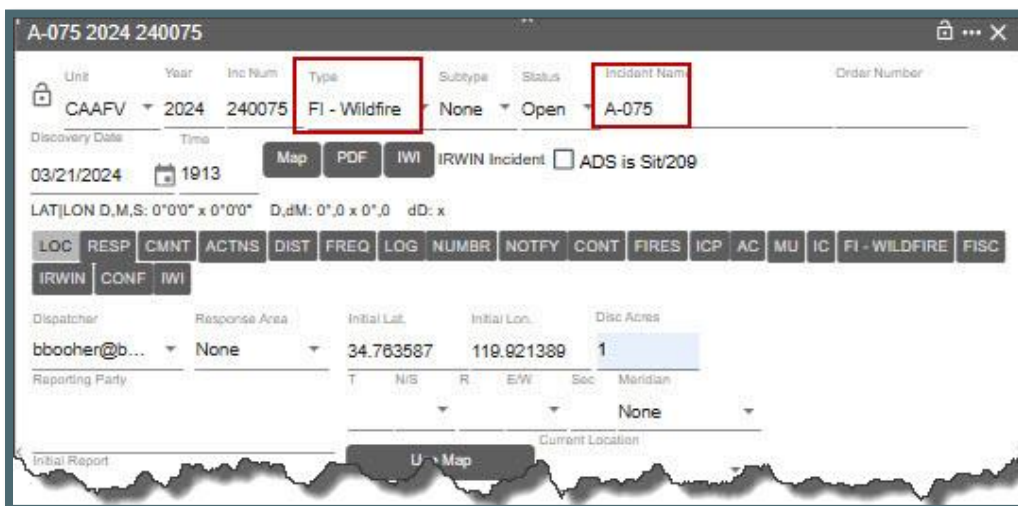 A-075 2024 240075
Unit Year Inc Num Type Subtype Status Incident Name Order Number
CAAFV 2024 240075 FI - Wildfire None Open A-075
Discovery Date Time
03/21/2024 1913 Map PDF IWI IRWIN Incident ADS is Sit/209
LAT|LON D,M,S: 0°0'0" x 0°0'0" D,dM: 0°,0 x 0°,0 dD: x
LOC RESP CMNT ACTNS DIST FREQ LOG NUMBR NOTFY CONT FIRES ICP AC MU IC FI - WILDFIRE FISC
IRWIN CONF IWI
Dispatcher Response Area Initial Lat. Initial Lon. Disc Acres
bbooher@b... None 34.763587 119.921389 1
Reporting Party T N/S R E/W Sec Meridian
None
Current Location
Initial Report Map